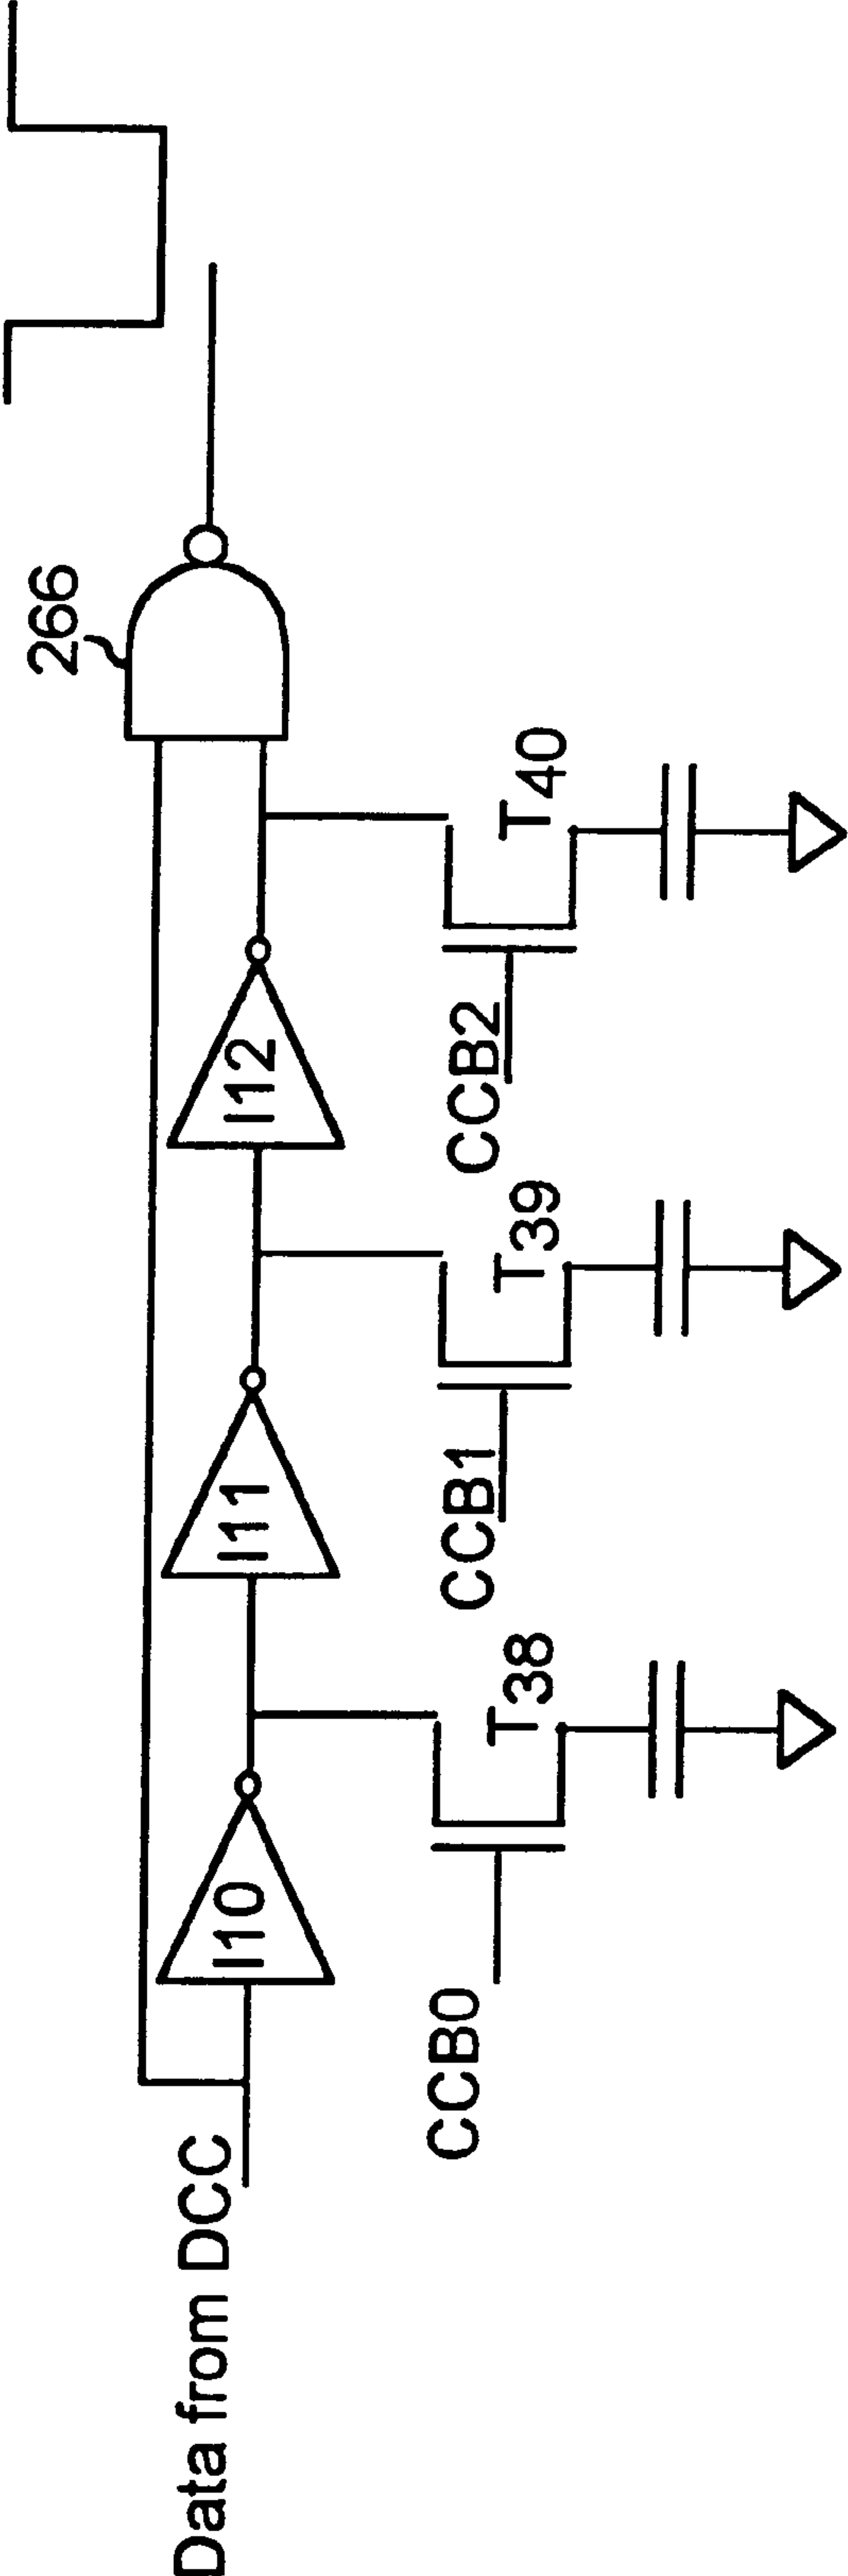 Data from DCC
I10
I11
I12
266
CCB0
T38
CCB1
T39
CCB2
T40